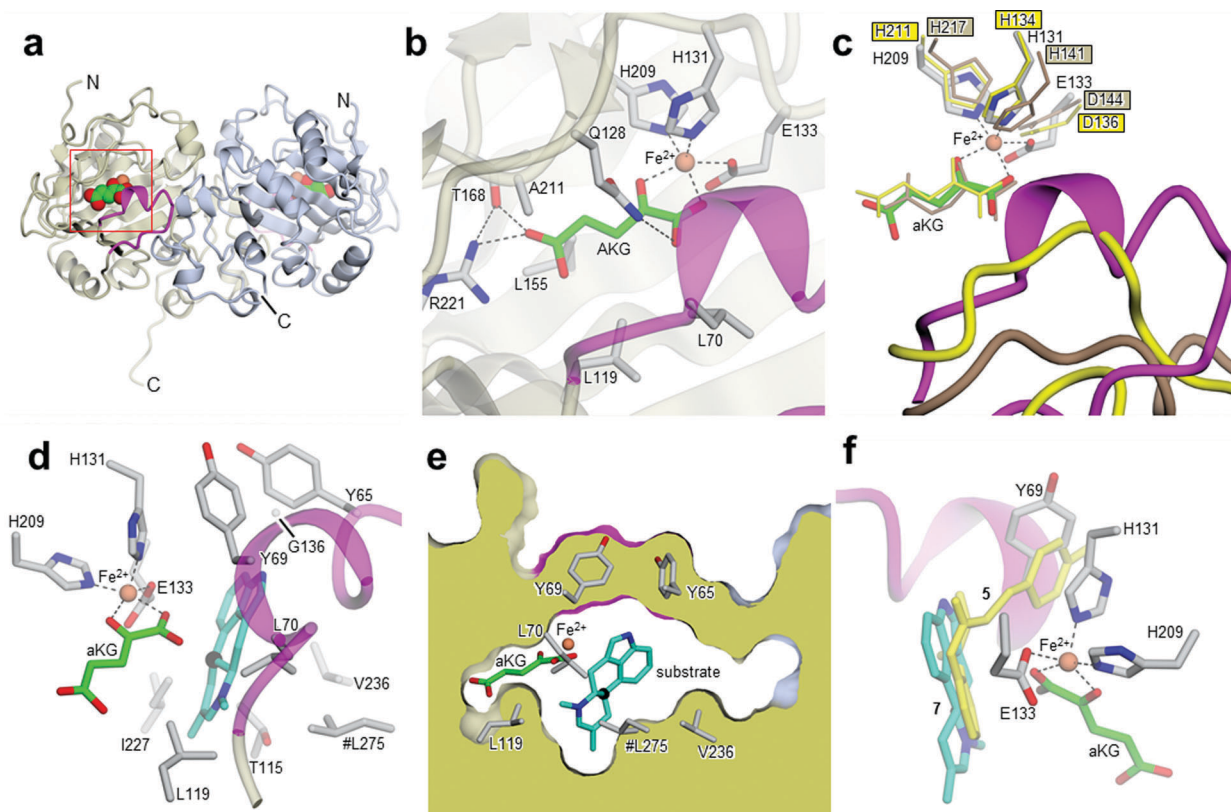 a
N
N
C
C
b
H131
H209
Q128
E133
Fe2+
T168
A211
AKG
L155
R221
L70
L119
c
H211
H217
H134
H209
H131
H141
E133
D144
Fe2+
D136
aKG
d
H131
Y65
H209
G136
Fe2+
Y69
E133
L70
aKG
V236
I227
#L275
T115
L119
e
Y69
Y65
L70
Fe2+
aKG
substrate
L119
#L275
V236
f
Y69
H131
5
Fe2+
H209
E133
7
aKG